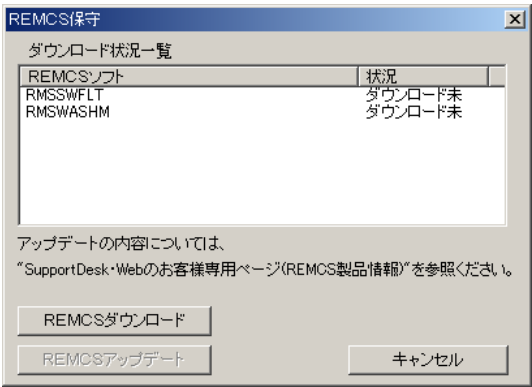 REMCS保守
ダウンロード状況一覧
REMCSソフト 状況
RMSSWFLT ダウンロード未
RMSWASHM ダウンロード未
アップデートの内容については、
"SupportDesk・Webのお客様専用ページ(REMCS製品情報)"を参照ください。
REMCSダウンロード
REMCSアップデート キャンセル